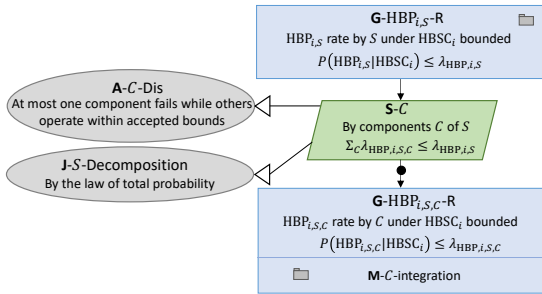 G-HBP_{i,S}-R
HBP_{i,S} rate by S under HBSC_i bounded
P(HBP_{i,S}|HBSC_i) ≤ λ_{HBP,i,S}
A-C-Dis
At most one component fails while others
operate within accepted bounds
S-C
By components C of S
Σ_C λ_{HBP,i,S,C} ≤ λ_{HBP,i,S}
J-S-Decomposition
By the law of total probability
G-HBP_{i,S,C}-R
HBP_{i,S,C} rate by C under HBSC_i bounded
P(HBP_{i,S,C}|HBSC_i) ≤ λ_{HBP,i,S,C}
M-C-integration